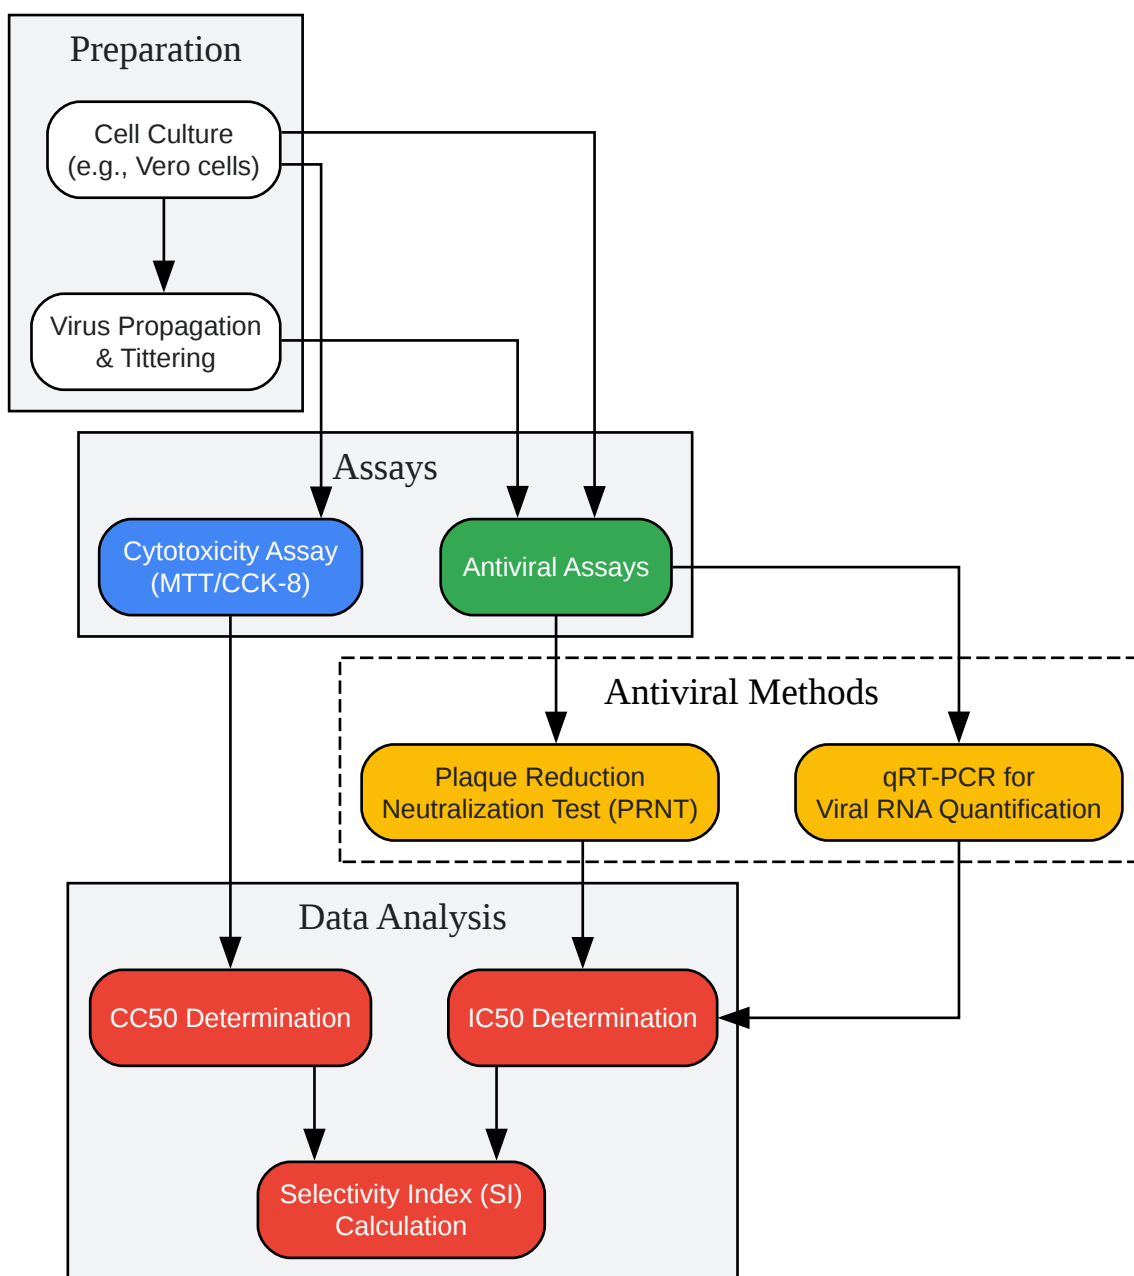 Preparation
Cell Culture
(e.g., Vero cells)
Virus Propagation
& Tittering
Assays
Cytotoxicity Assay
(MTT/CCK-8)
Antiviral Assays
Antiviral Methods
Plaque Reduction
Neutralization Test (PRNT)
qRT-PCR for
Viral RNA Quantification
Data Analysis
CC50 Determination
IC50 Determination
Selectivity Index (SI)
Calculation